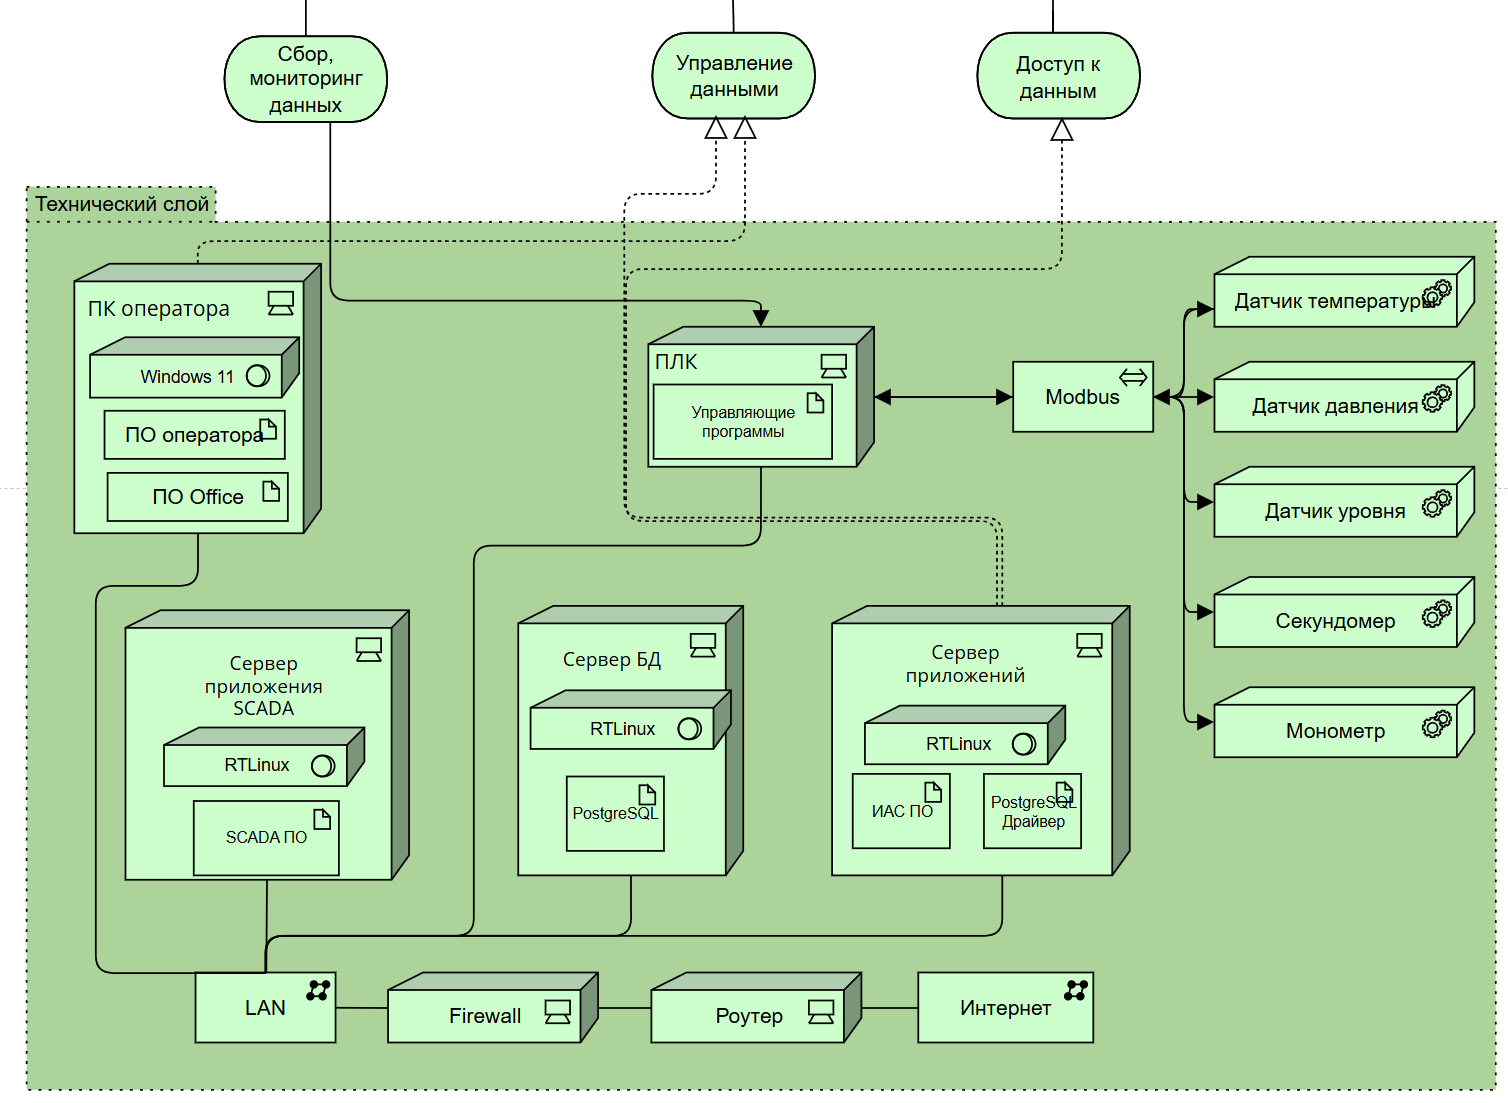 Сбор,
мониторинг
данных
Управление
данными
Доступ к
данным
Технический слой
ПК оператора
Windows 11
ПО оператора
ПО Office
ПЛК
Управляющие
программы
Modbus
Датчик температуры
Датчик давления
Датчик уровня
Секундомер
Монометр
Сервер
приложения
SCADA
RTLinux
SCADA ПО
Сервер БД
RTLinux
PostgreSQL
Сервер
приложений
RTLinux
ИАС ПО
PostgreSQL
Драйвер
LAN
Firewall
Роутер
Интернет